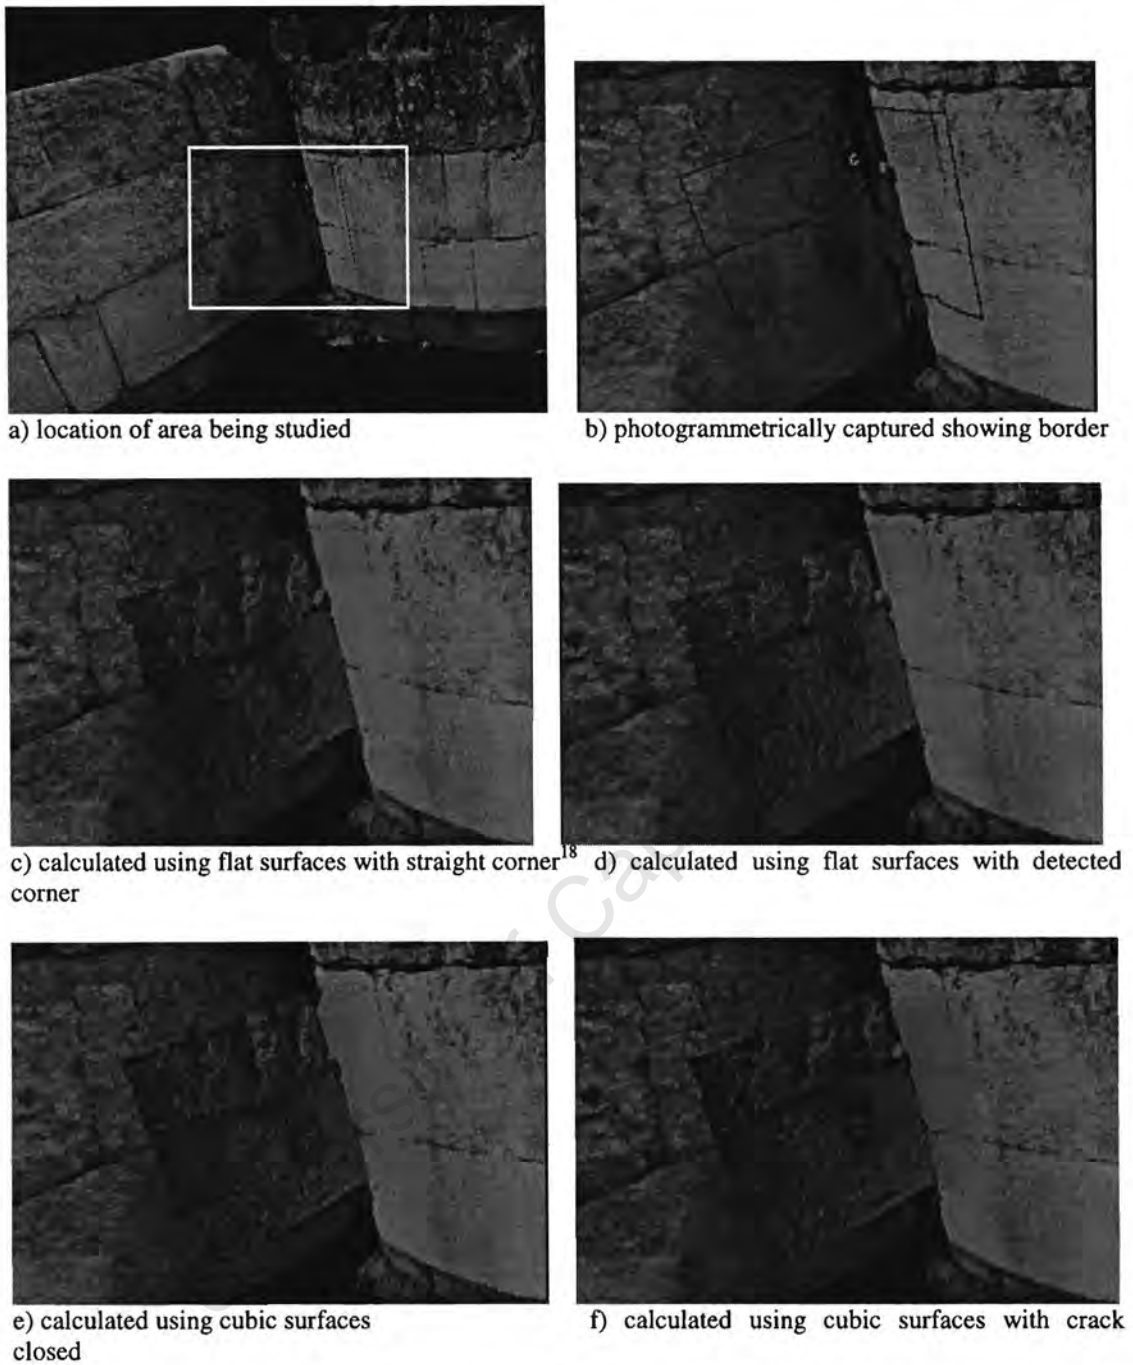 a) location of area being studied
b) photogrammetrically captured showing border
c) calculated using flat surfaces with straight corner18
corner
d) calculated using flat surfaces with detected
e) calculated using cubic surfaces
closed
f) calculated using cubic surfaces with crack